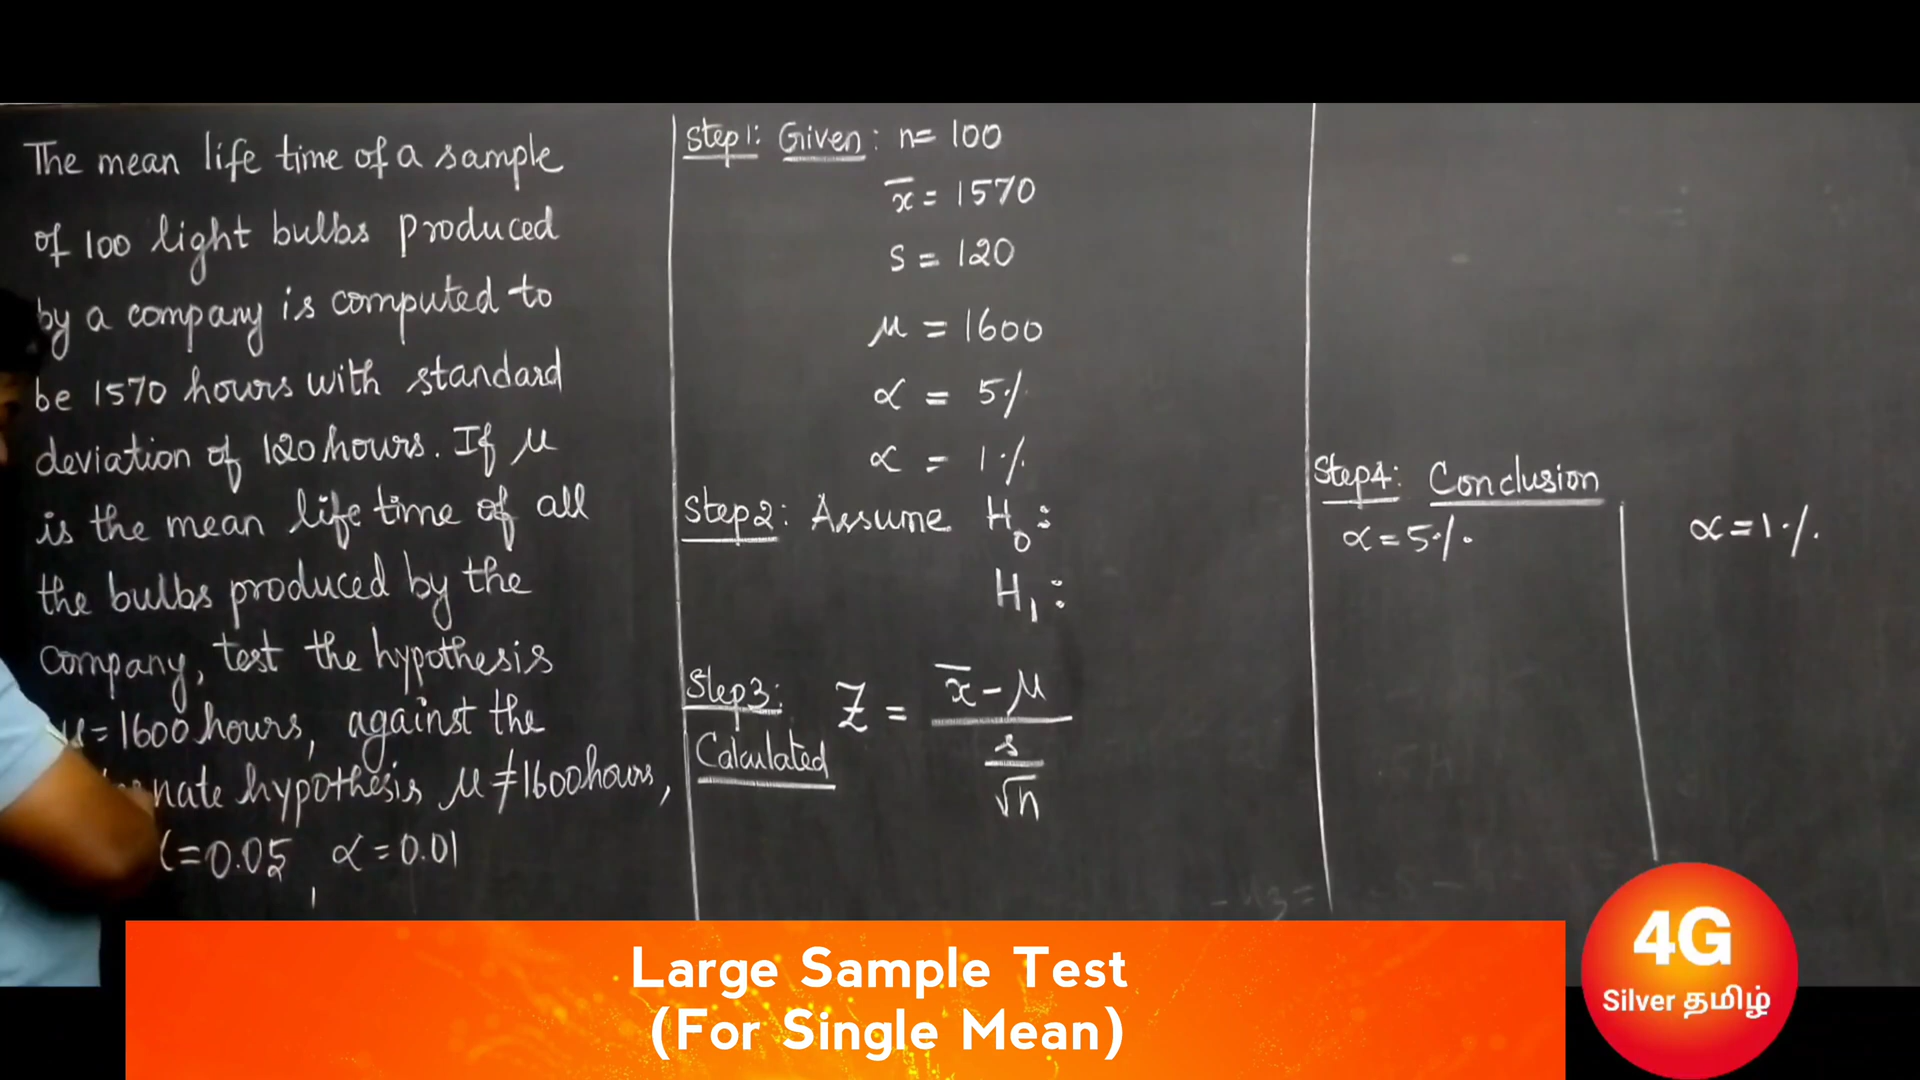 The mean life time of a sample
of 100 light bulbs produced
by a company is computed to
be 1570 hours with standard
deviation of 120 hours. If μ
is the mean life time of all
the bulbs produced by the
company, test the hypothesis
μ=1600 hours, against the
nate hypothesis μ≠1600 hours,
=0.05, α=0.01
Step1: Given: n= 100
x̄ = 1570
s = 120
μ = 1600
α = 5%
α = 1%
Step2: Assume H₀:
H₁:
Step3: Z = x̄-μ
Calculated s
√n
Step4: Conclusion
α=5%. α=1%.
Large Sample Test
(For Single Mean)
4G
Silver தமிழ்